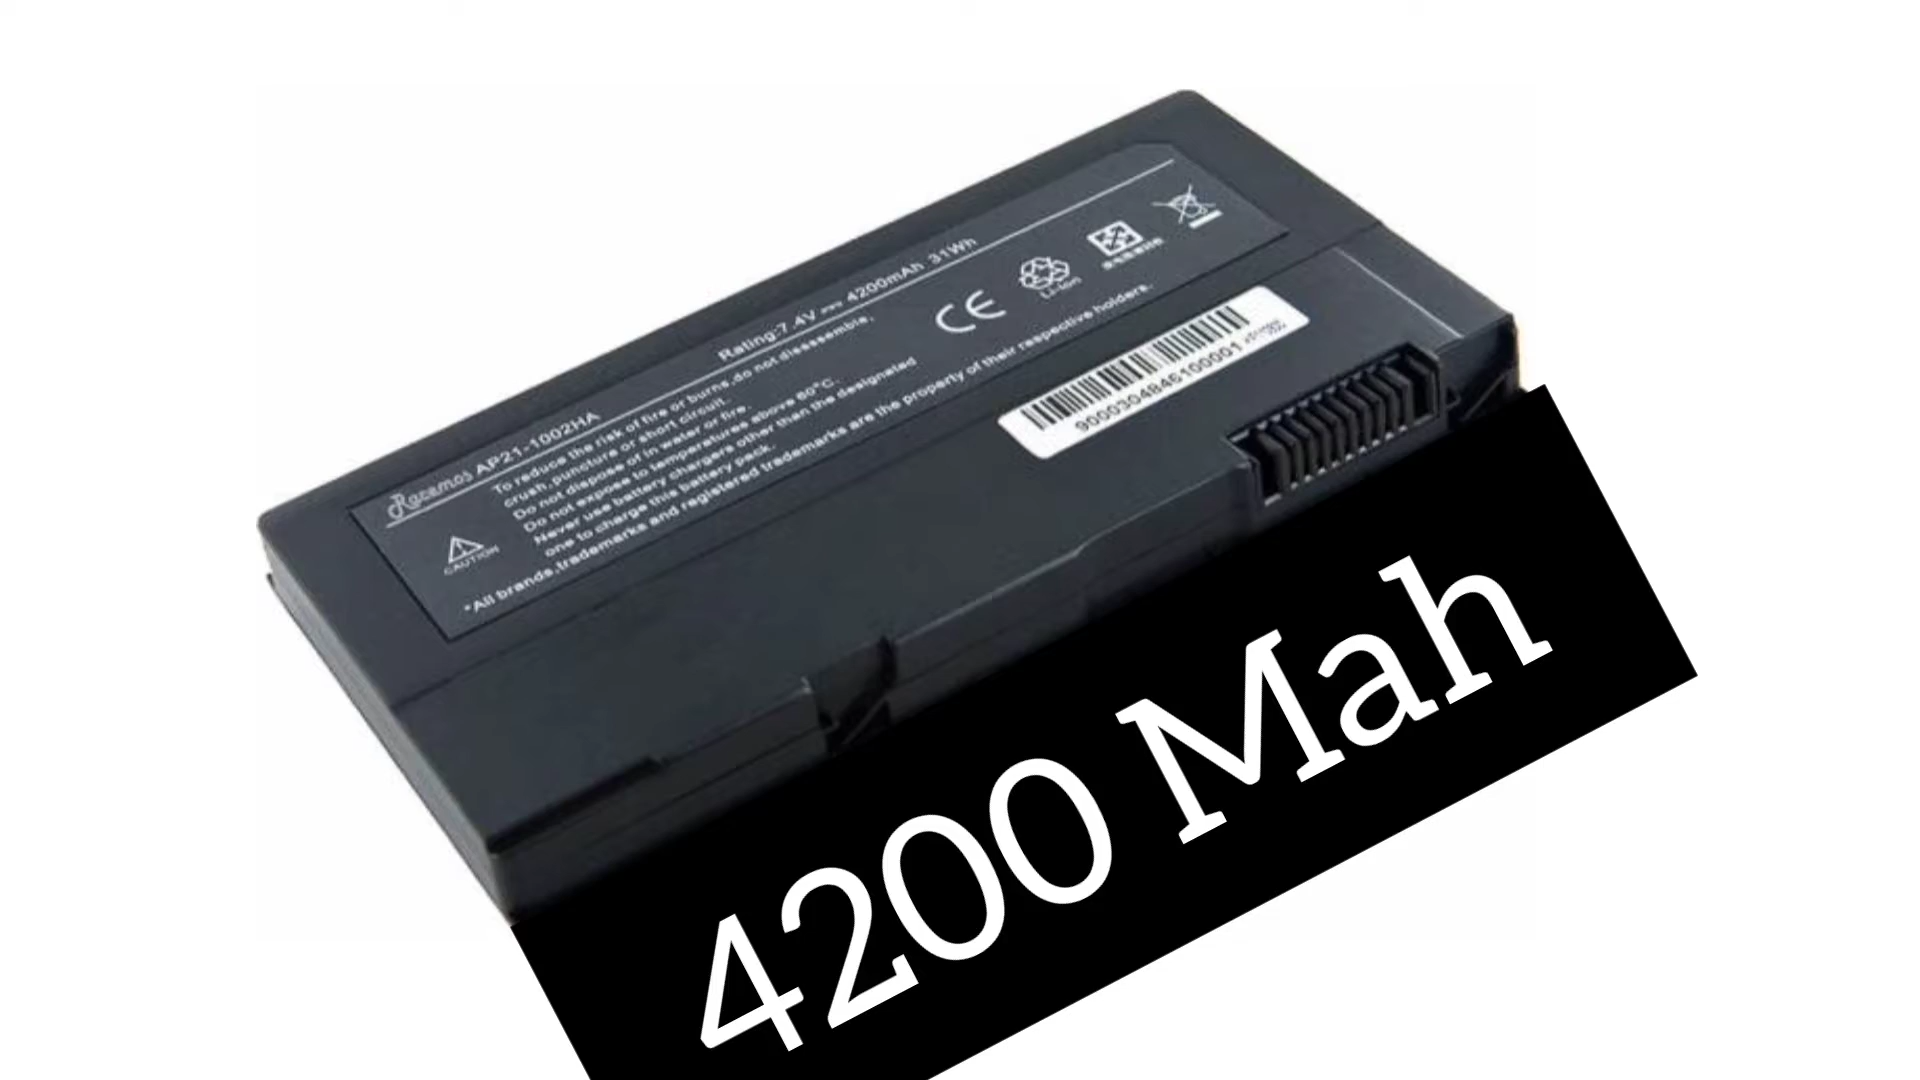 Racemos AP21-1002HA
Rating:7.4V 4200mAh 31Wh
To reduce the risk of fire or burns,do not disassemble,
crush,puncture or short circuit.
Do not dispose of in water or fire.
Do not expose to temperatures above 60°C.
Never use battery chargers other than the designated
one to charge this battery pack.
*All brands,trademarks and registered trademarks are the property of their respective holders.
CAUTION
CE
Li-ion
9000304846100001
4200 Mah